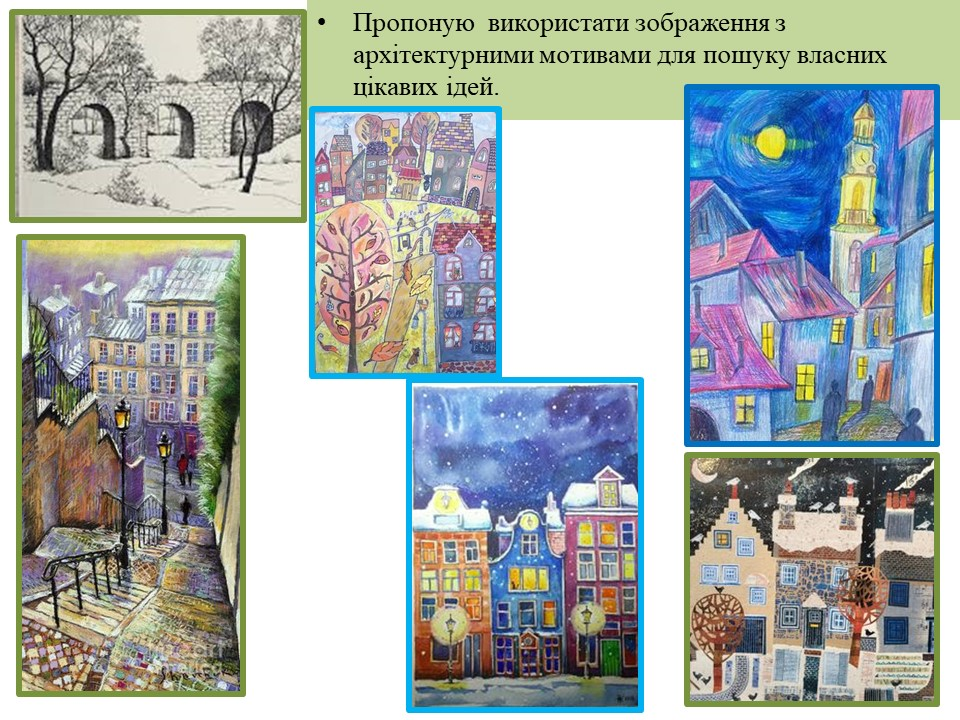 • Пропоную використати зображення з
архітектурними мотивами для пошуку власних
цікавих ідей.